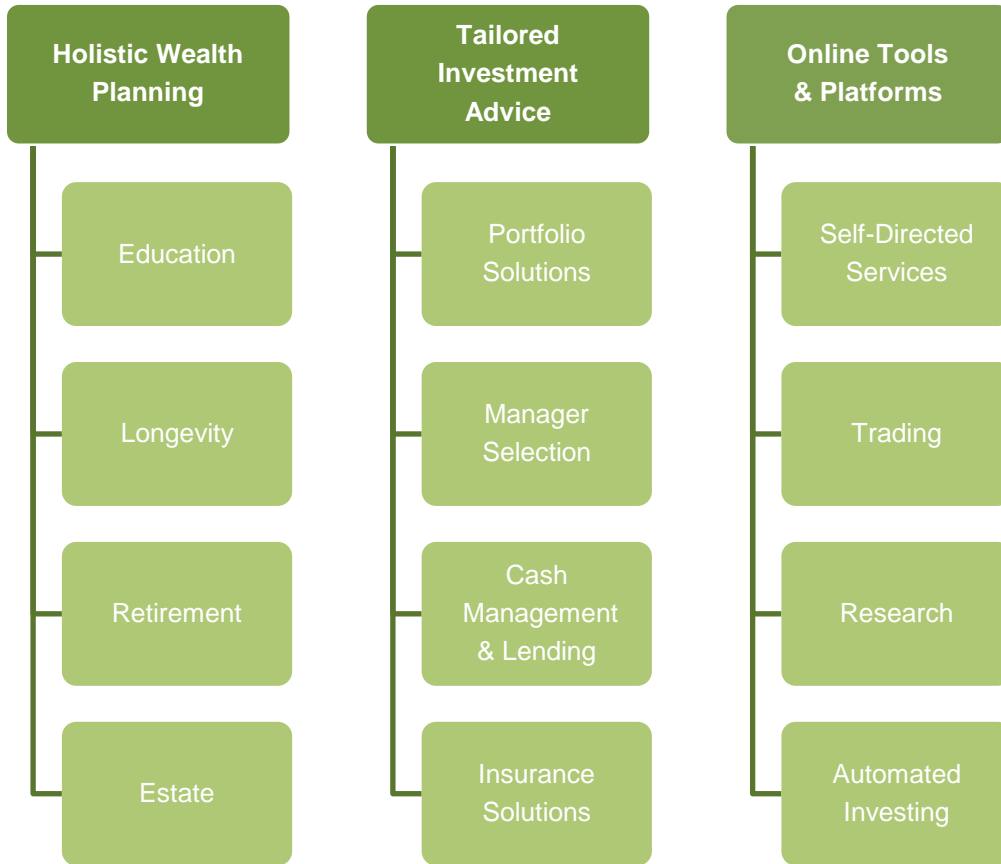 Holistic Wealth
Planning
Education
Longevity
Retirement
Estate
Tailored
Investment
Advice
Portfolio
Solutions
Manager
Selection
Cash
Management
& Lending
Insurance
Solutions
Online Tools
& Platforms
Self-Directed
Services
Trading
Research
Automated
Investing